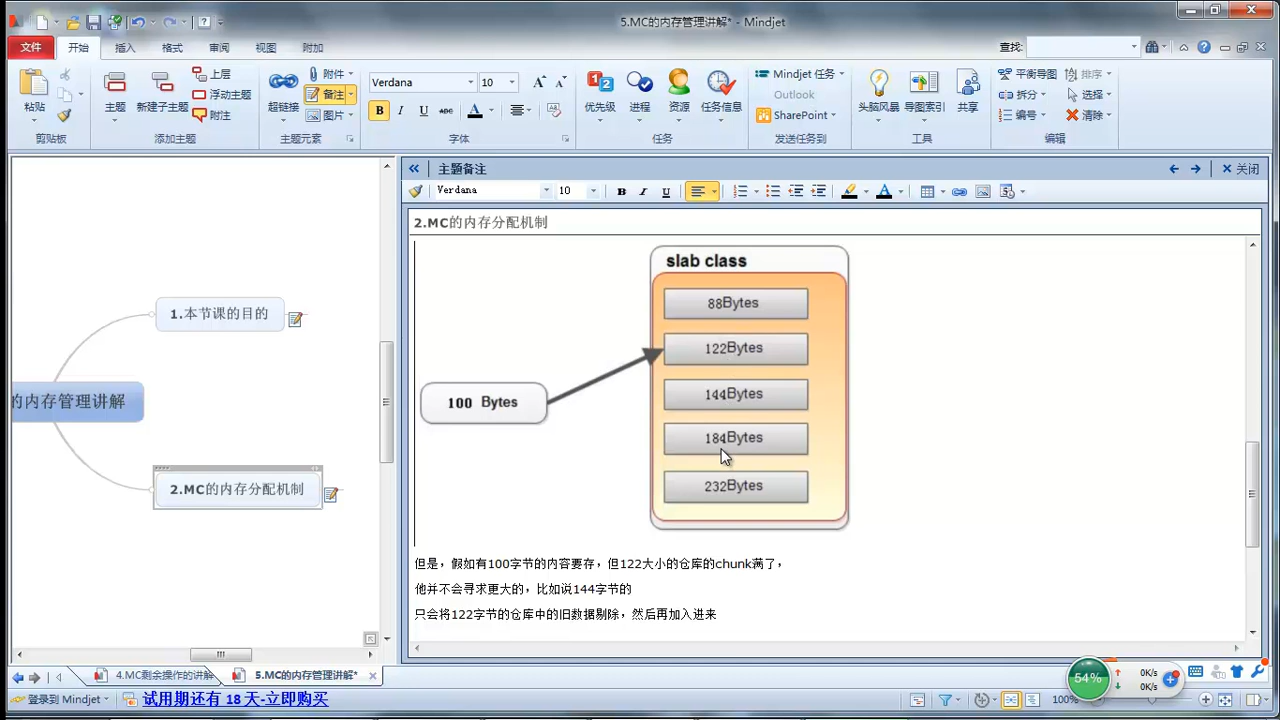 5.MC的内存管理讲解* - Mindjet
文件 开始 插入 格式 审阅 视图 附加
查找:
粘贴
剪贴板
主题
新建子主题
上层
浮动主题
附注
添加主题
超链接
附件
备注
图片
主题元素
Verdana 10
B I U abc A
字体
优先级
进程
资源
任务信息
任务
Mindjet 任务
Outlook
SharePoint
发送任务到
头脑风暴
导图索引
共享
工具
平衡导图
拆分
编号
排序
选择
清除
编辑
主题备注
关闭
Verdana 10 B I U A
2.MC的内存分配机制
slab class
88Bytes
122Bytes
144Bytes
184Bytes
232Bytes
100 Bytes
但是，假如有100字节的内容要存，但122大小的仓库的chunk满了，
他并不会寻求更大的，比如说144字节的
只会将122字节的仓库中的旧数据剔除，然后再加入进来
1.本节课的目的
的内存管理讲解
2.MC的内存分配机制
4.MC剩余操作的讲解
5.MC的内存管理讲解*
登录到 Mindjet
试用期还有 18 天-立即购买
54%
0K/s
0K/s
100%